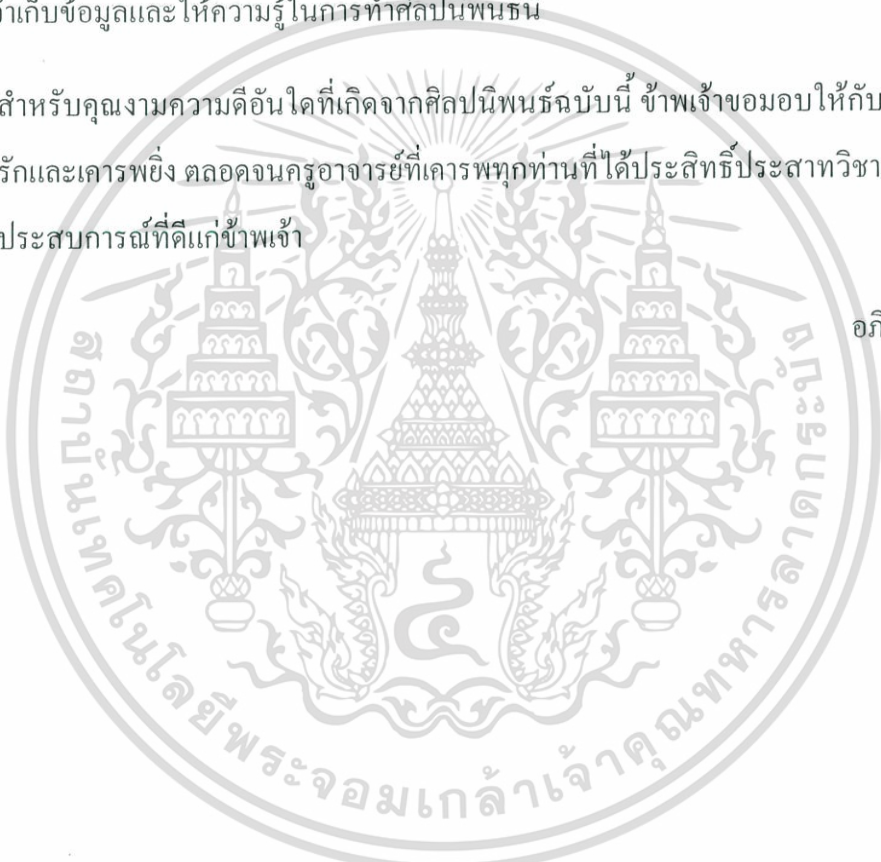 าเก็บข้อมูลและให้ความรู้ในการทำศิลปนิพนธ์น
สำหรับคุณงามความดีอันใดที่เกิดจากศิลปนิพนธ์ฉบับนี้ ข้าพเจ้าขอมอบให้กับ
รักและเคารพยิ่ง ตลอดจนครูอาจารย์ที่เคารพทุกท่านที่ได้ประสิทธิ์ประสาทวิชา
ประสบการณ์ที่ดีแก่ข้าพเจ้า
อภิ
สถาบันเทคโนโลยีพระจอมเกล้าเจ้าคุณทหารลาดกระบัง
๔